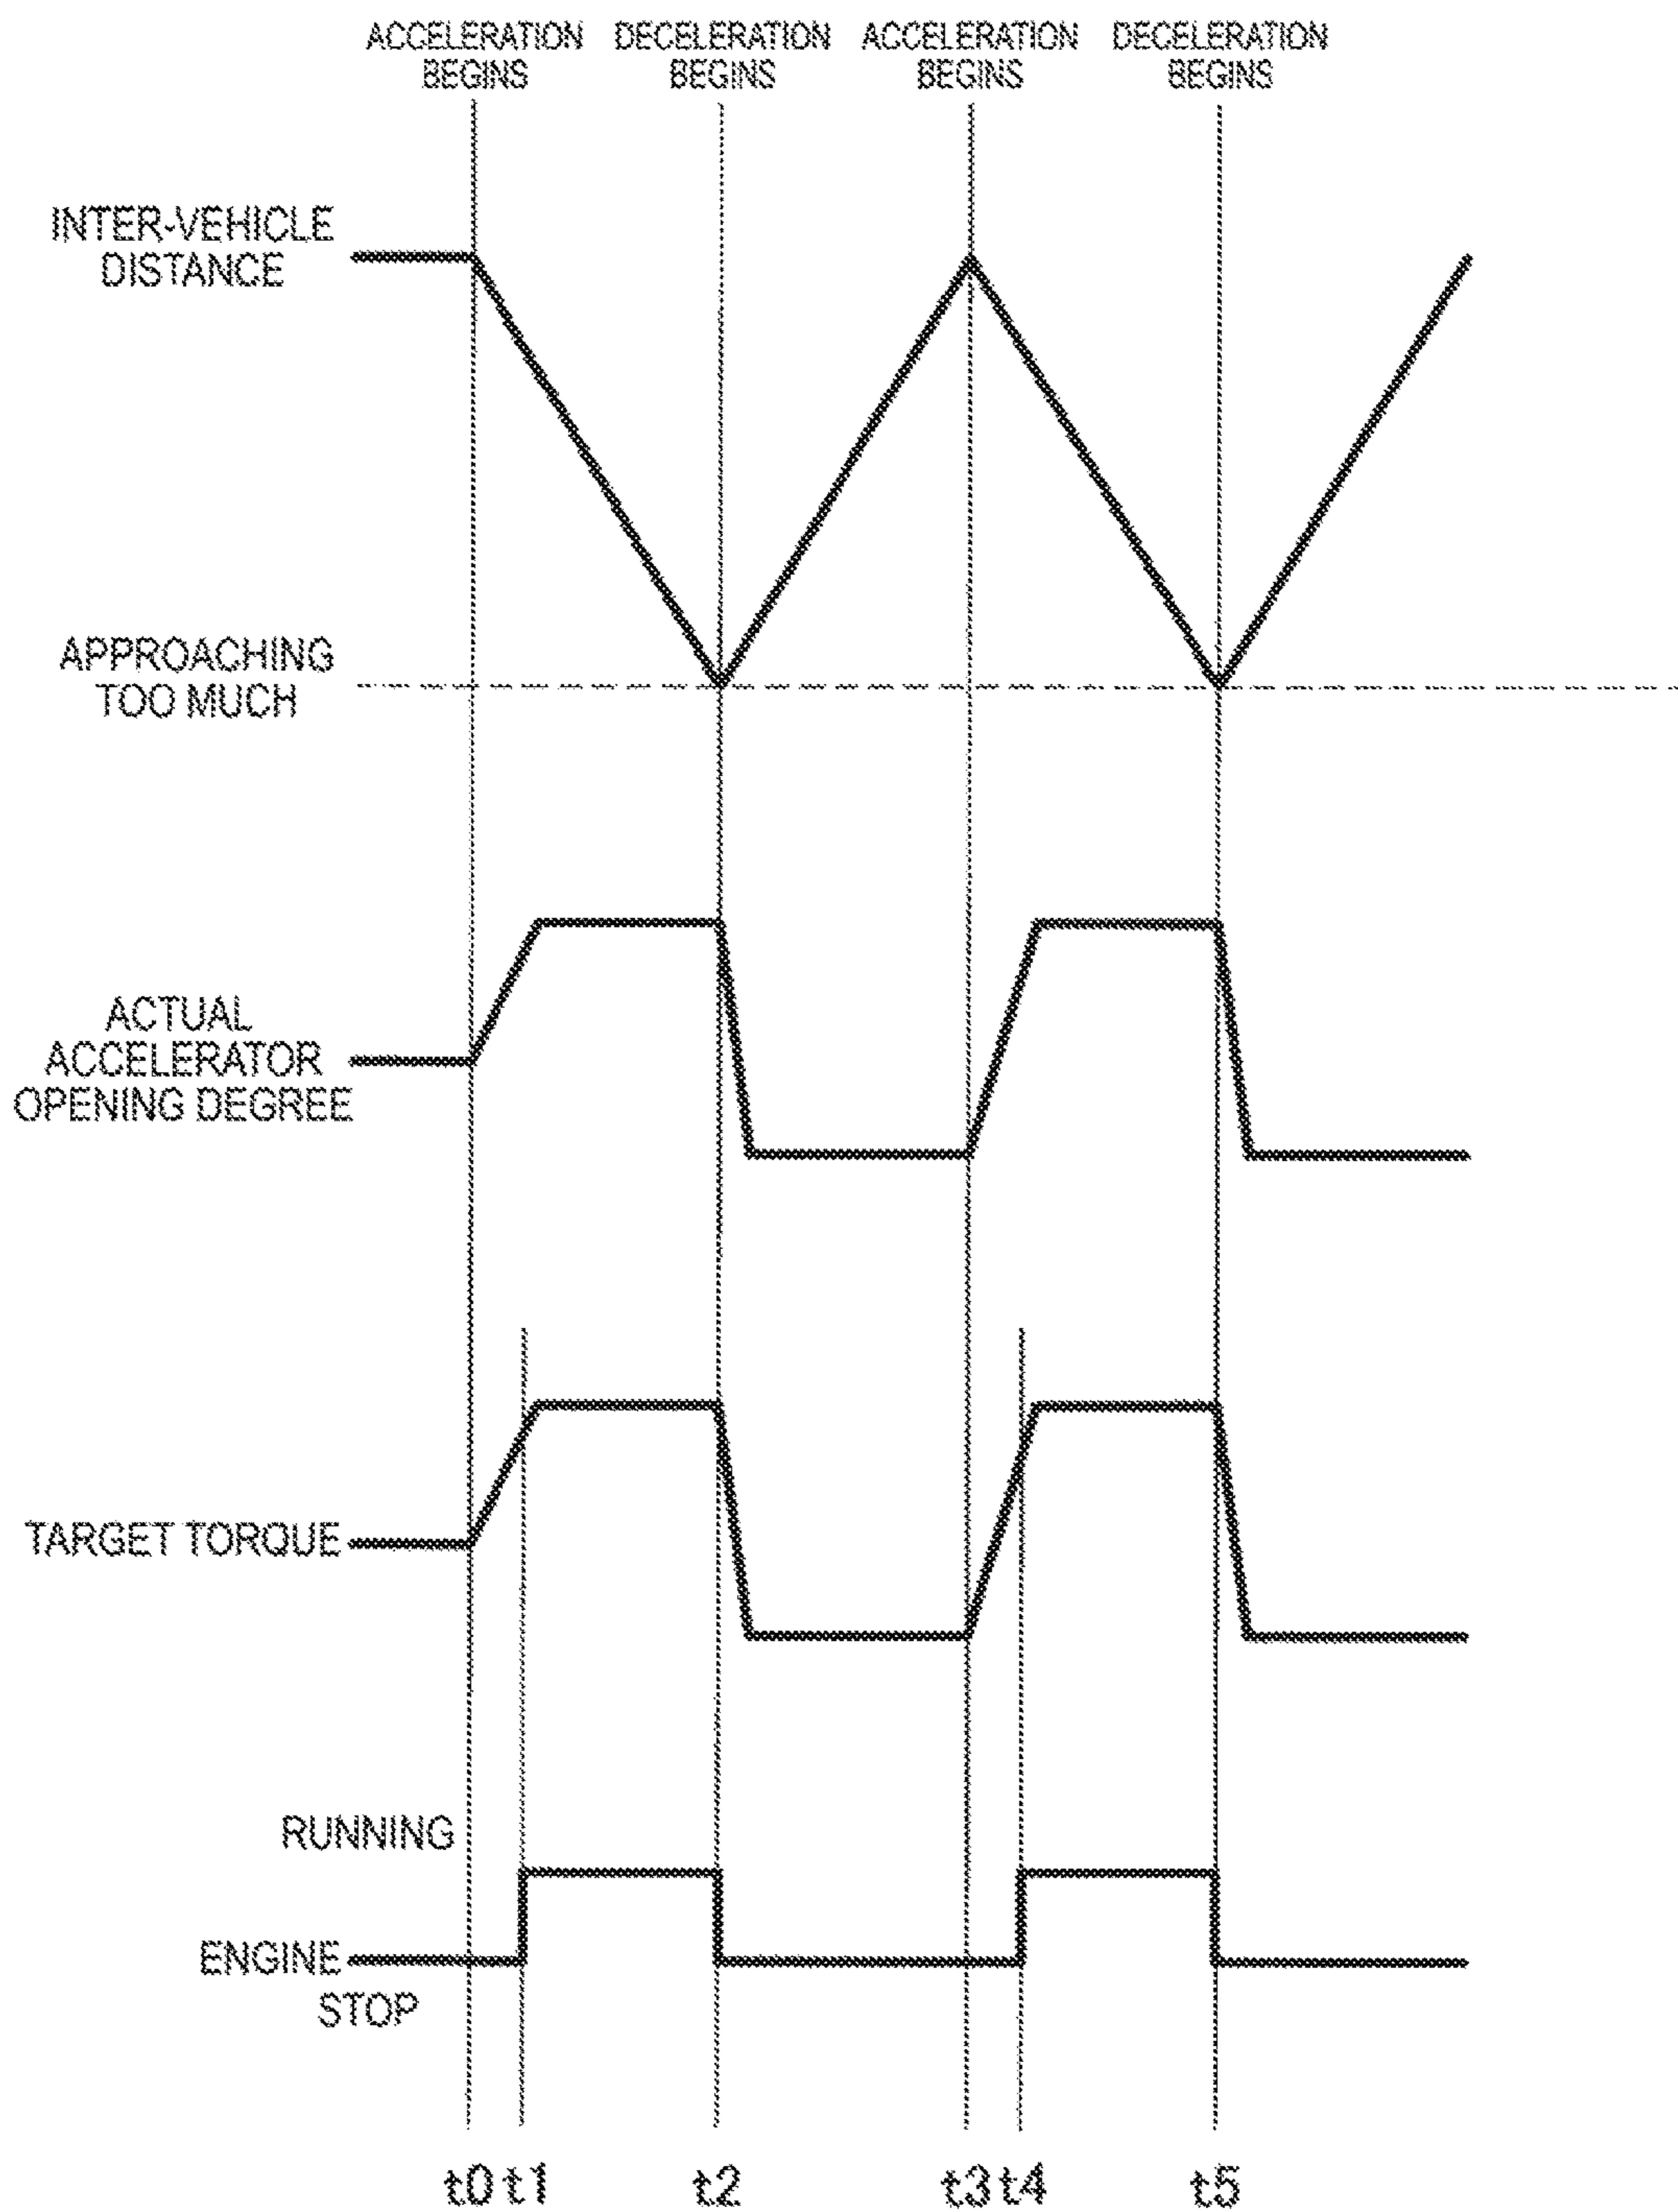 ACCELERATION BEGINS
DECELERATION BEGINS
ACCELERATION BEGINS
DECELERATION BEGINS
INTER-VEHICLE
DISTANCE
APPROACHING
TOO MUCH
ACTUAL
ACCELERATOR
OPENING DEGREE
TARGET TORQUE
RUNNING
ENGINE
STOP
t0 t1 t2 t3 t4 t5